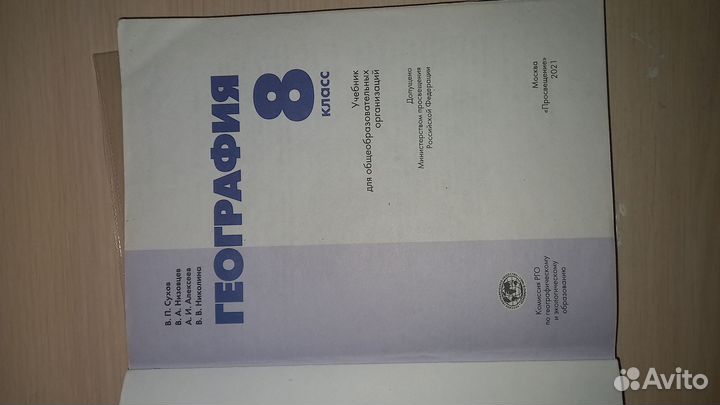 В. П. Сухов
В. А. Низовцев
А. И. Алексеев
В. В. Николина
ГЕОГРАФИЯ
8
КЛАСС
Учебник
для общеобразовательных
организаций
Допущено
Министерством просвещения
Российской Федерации
Комиссия РГО
по географическому
и экологическому
образованию
Москва
«Просвещение»
2021
Avito